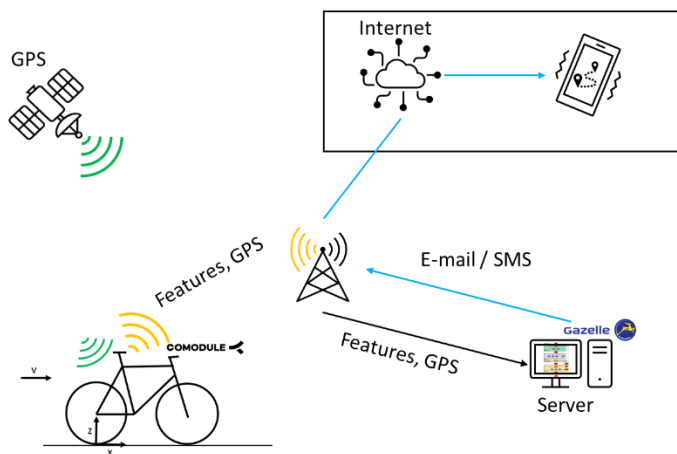 Internet
GPS
E-mail / SMS
Features, GPS
COMODULE
Gazelle
Features, GPS
Server
v
z
x